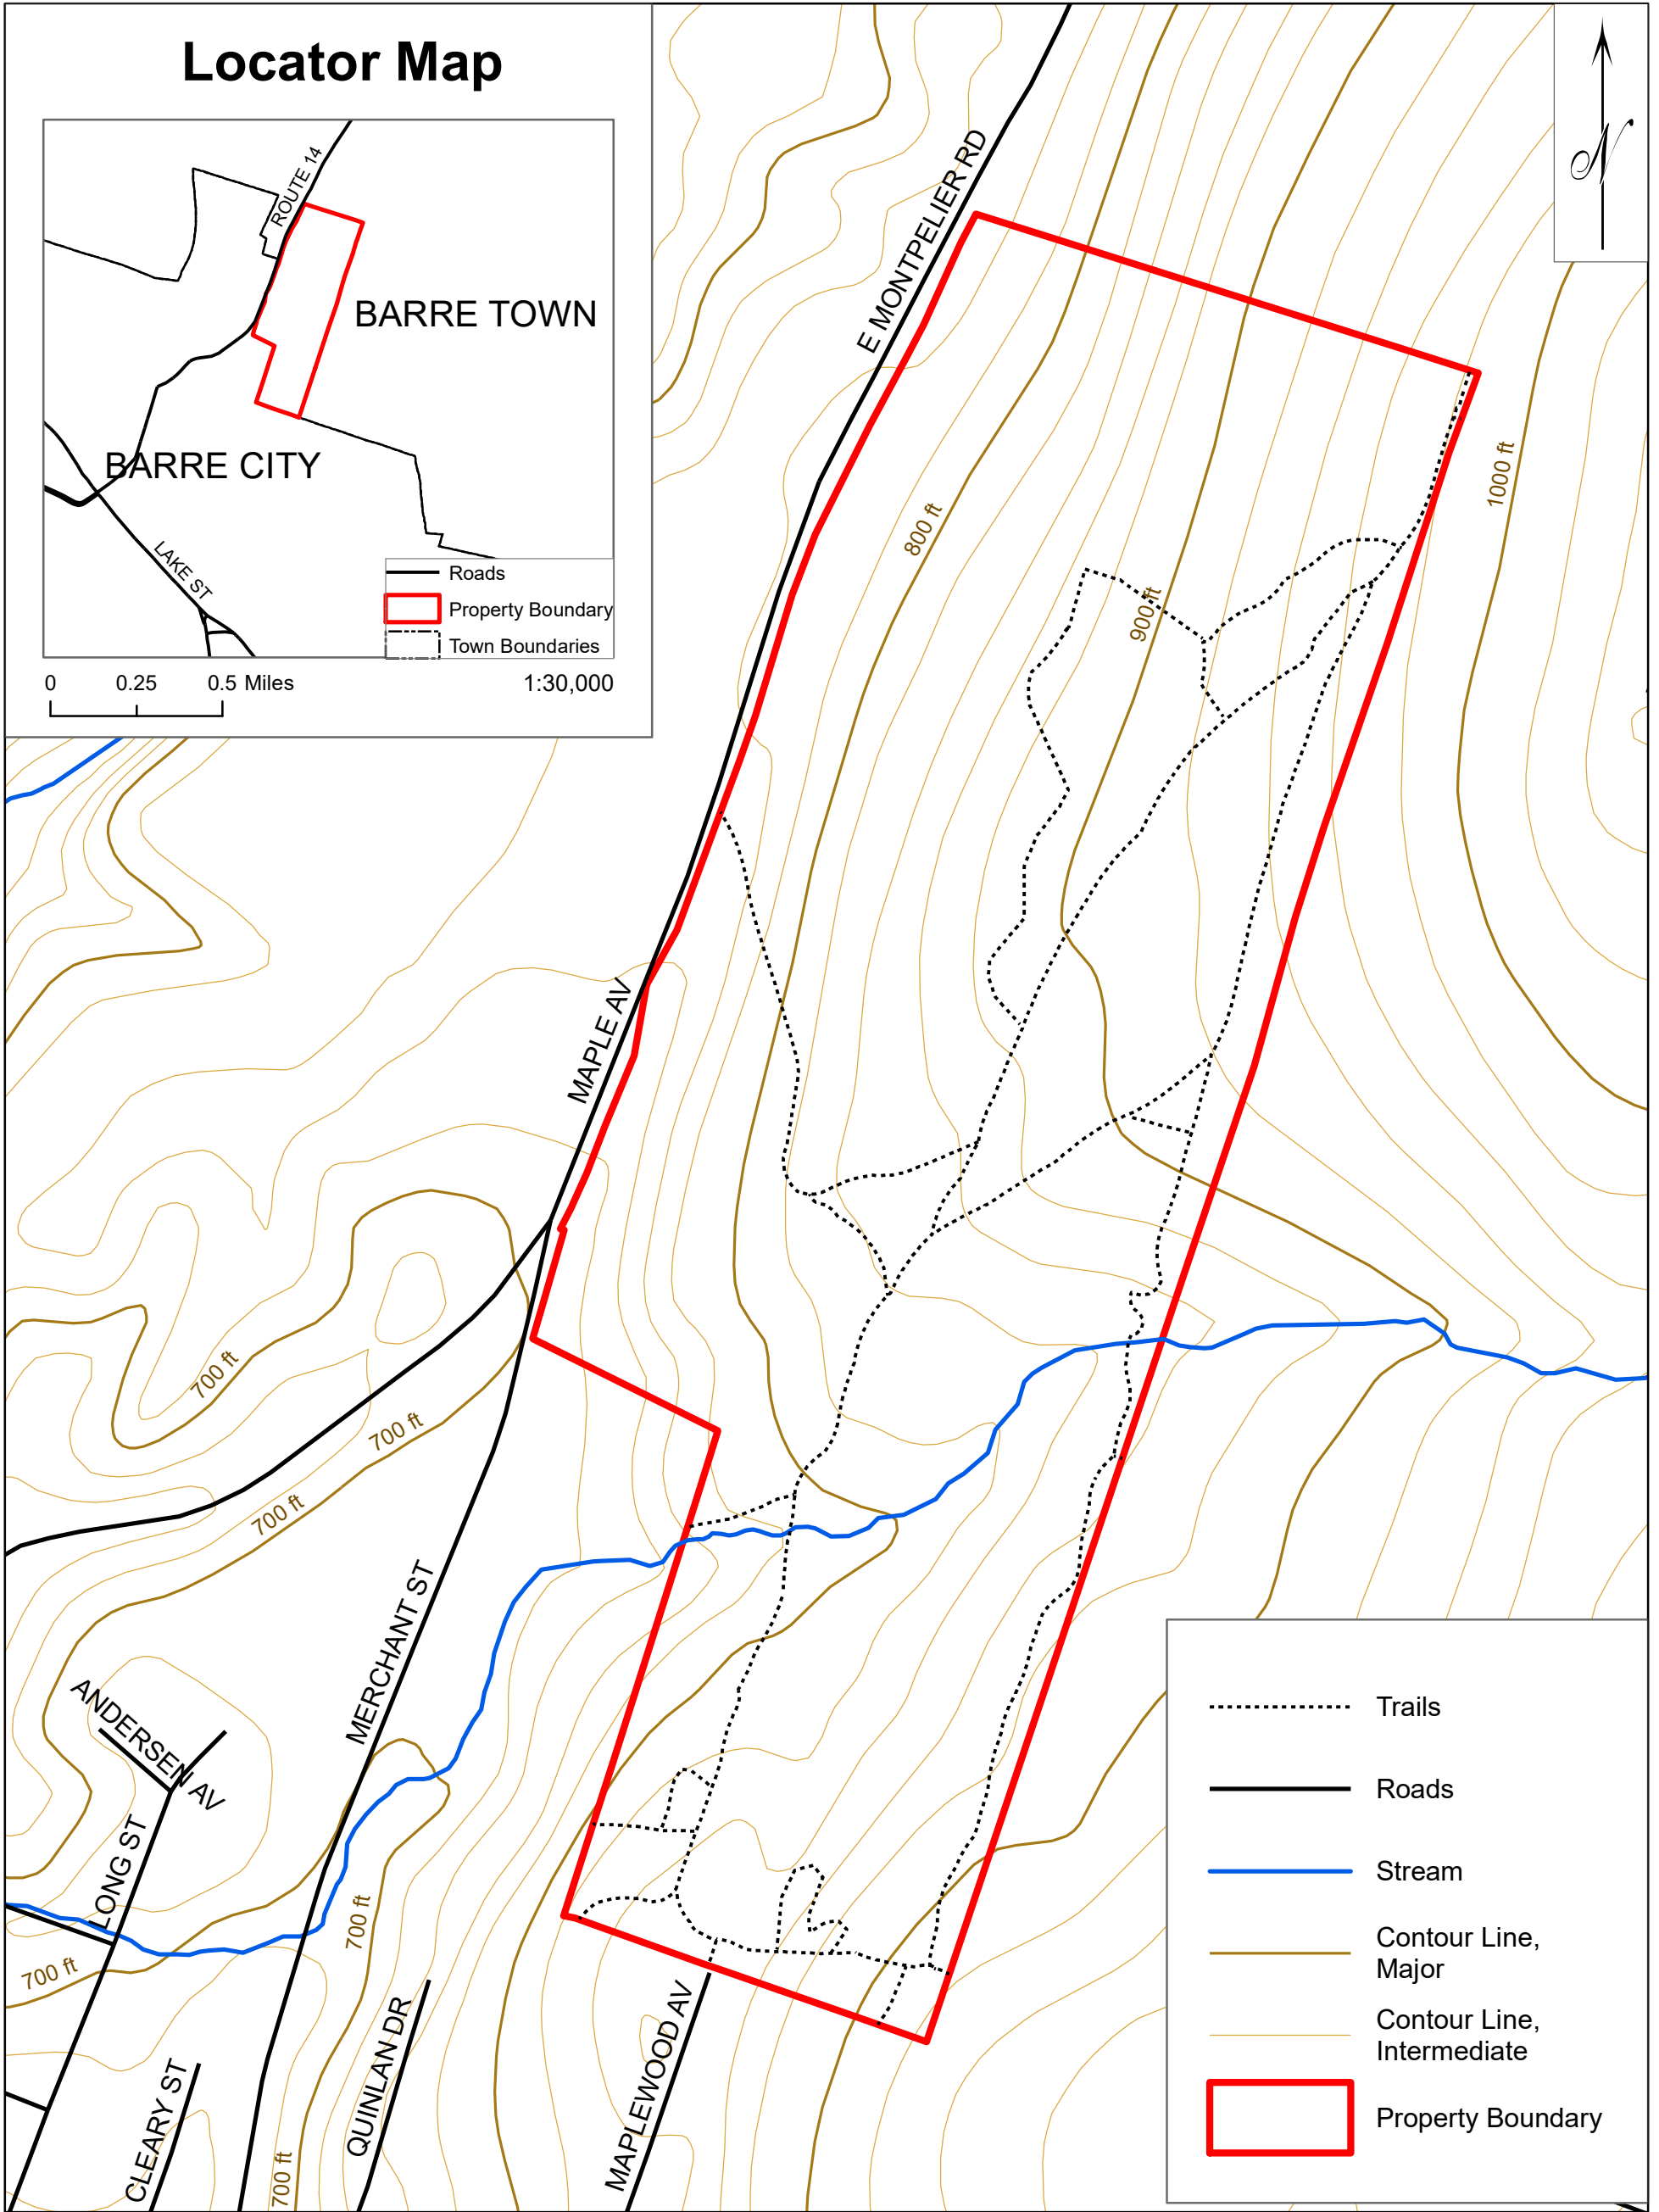 Locator Map
ROUTE 14
BARRE TOWN
BARRE CITY
LAKE ST
Roads
Property Boundary
Town Boundaries
0 0.25 0.5 Miles
1:30,000
N
E MONTPELIER RD
800 ft
900 ft
1000 ft
MAPLE AV
700 ft
700 ft
700 ft
MERCHANT ST
ANDERSEN AV
LONG ST
700 ft
700 ft
QUINLAN DR
CLEARY ST
700 ft
MAPLEWOOD AV
Trails
Roads
Stream
Contour Line,
Major
Contour Line,
Intermediate
Property Boundary